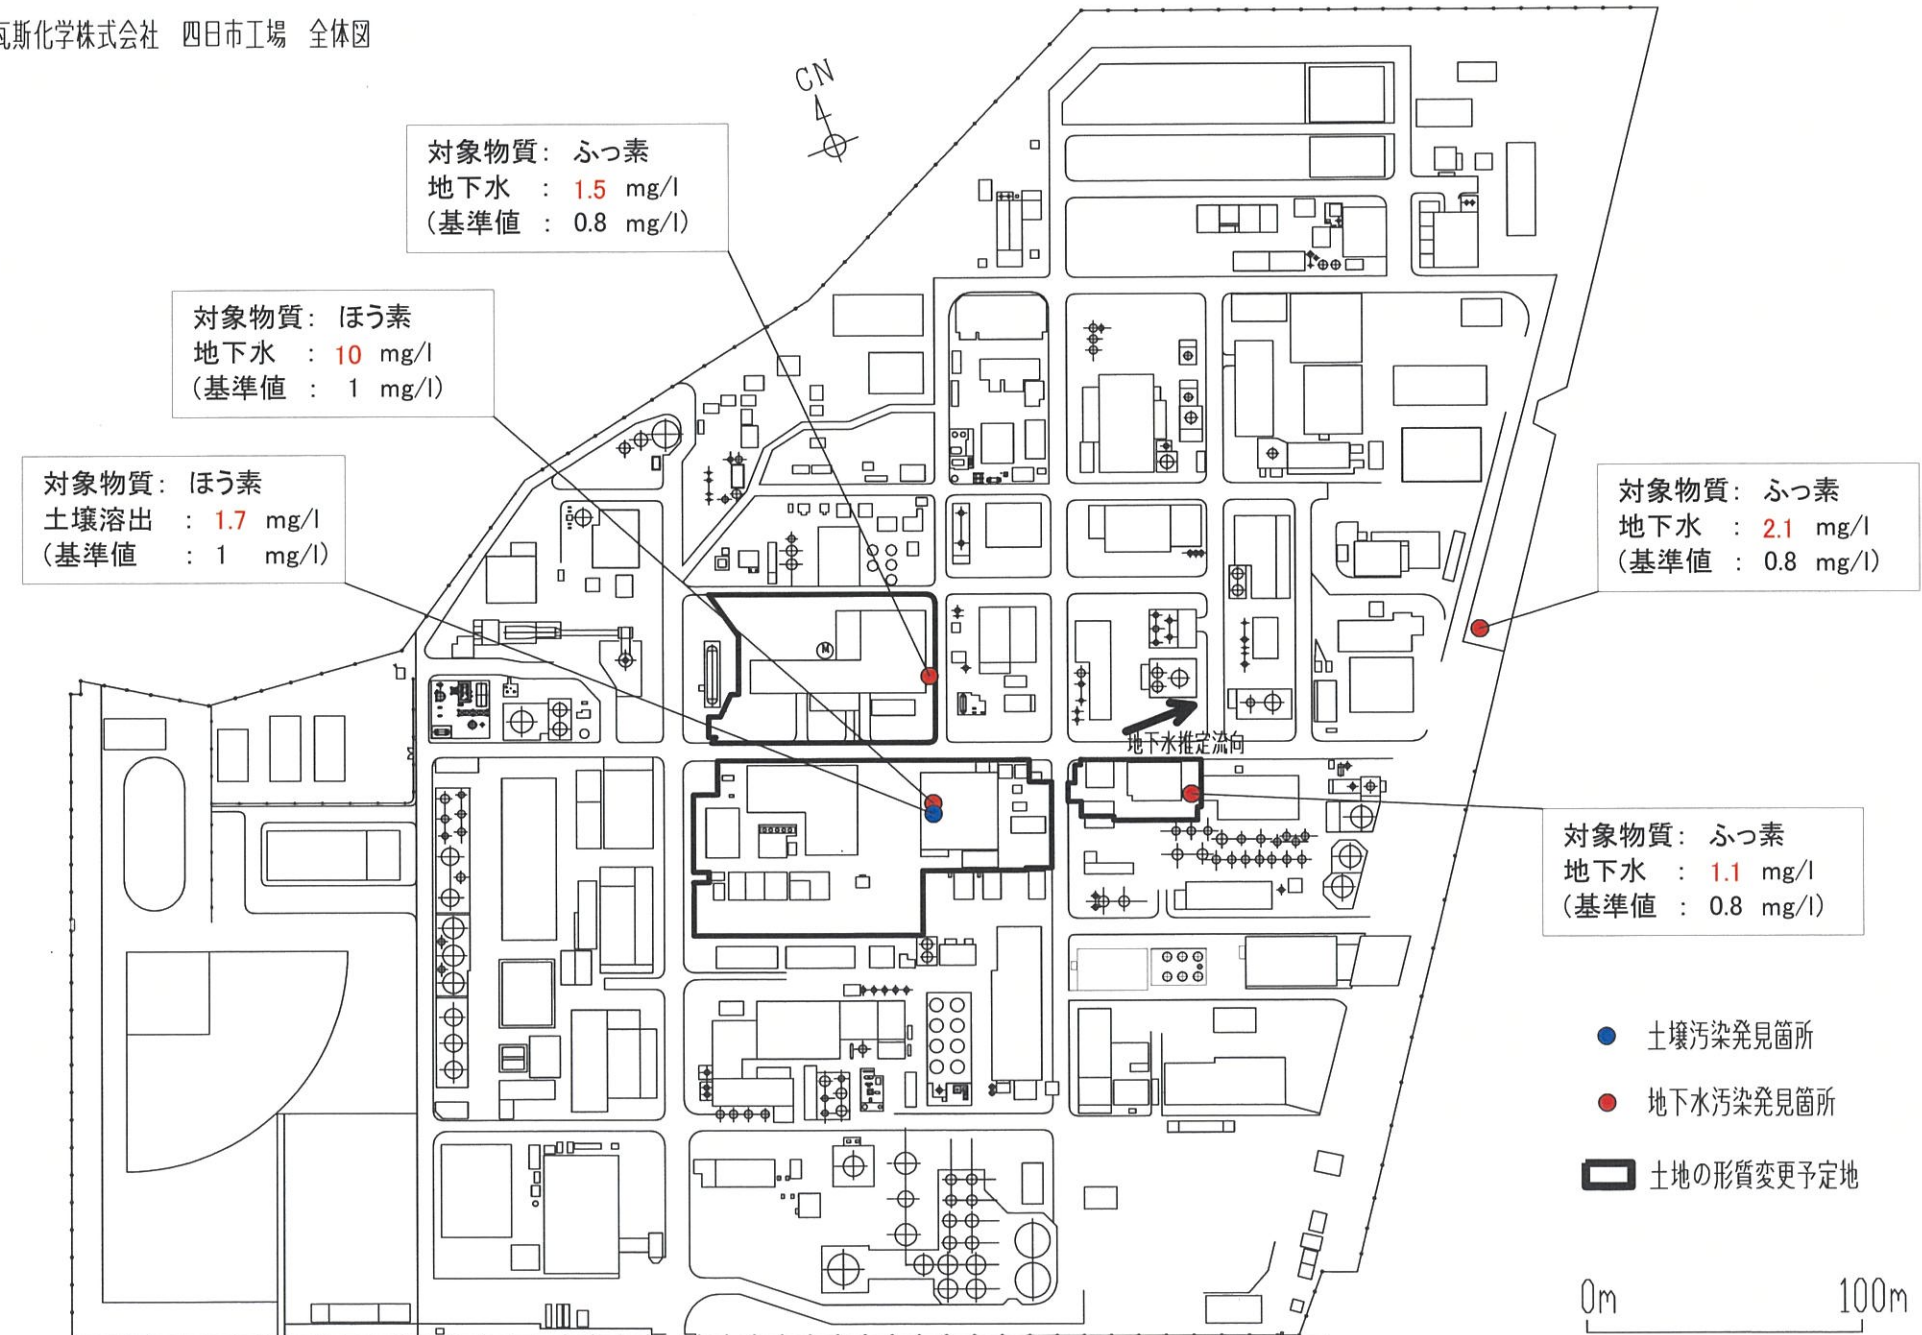 瓦斯化学株式会社 四日市工場 全体図
CN
対象物質: ふっ素
地下水 : 1.5 mg/l
(基準値 : 0.8 mg/l)
対象物質: ほう素
地下水 : 10 mg/l
(基準値 : 1 mg/l)
対象物質: ほう素
土壌溶出 : 1.7 mg/l
(基準値 : 1 mg/l)
対象物質: ふっ素
地下水 : 2.1 mg/l
(基準値 : 0.8 mg/l)
M
地下水推定流向
対象物質: ふっ素
地下水 : 1.1 mg/l
(基準値 : 0.8 mg/l)
土壌汚染発見箇所
地下水汚染発見箇所
土地の形質変更予定地
0m 100m